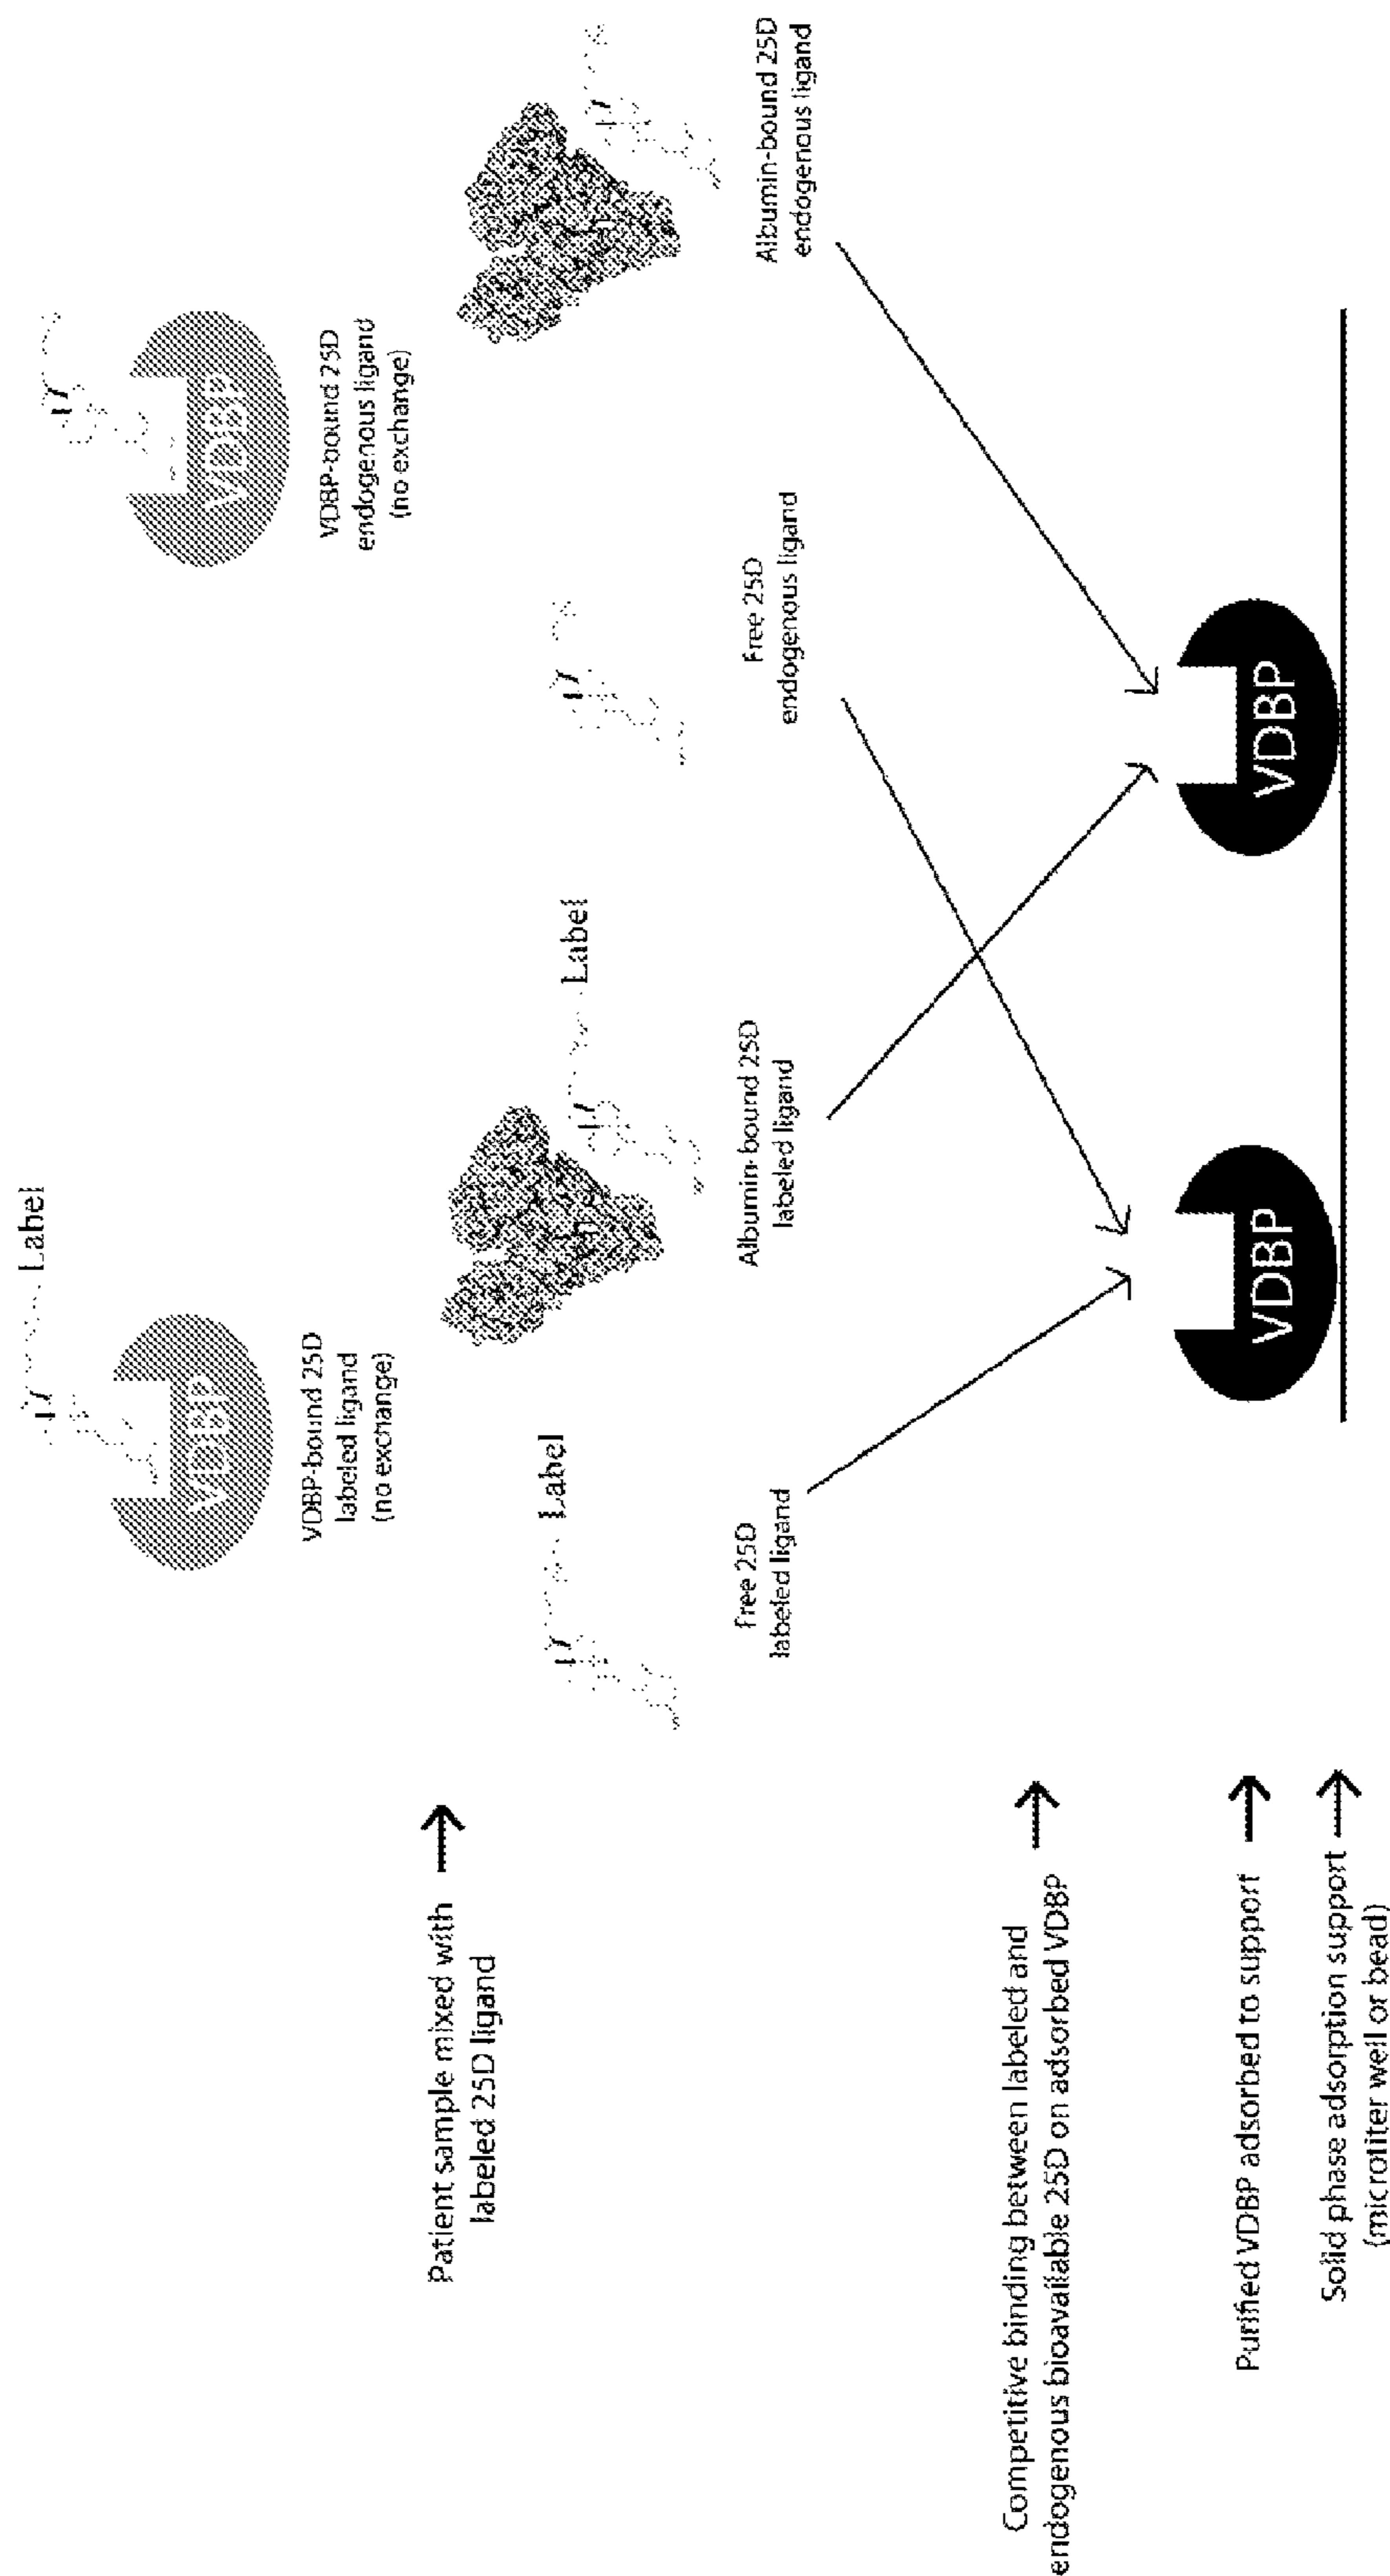 Label
VDBP
VDBP
VDBP-bound 25D
labeled ligand
(no exchange)
VDBP-bound 25D
endogenous ligand
(no exchange)
Patient sample mixed with
labeled 25D ligand
Label
Label
Free 25D
labeled ligand
Albumin-bound 25D
labeled ligand
Free 25D
endogenous ligand
Albumin-bound 25D
endogenous ligand
Competitive binding between labeled and
endogenous bioavailable 25D on adsorbed VDBP
Purified VDBP adsorbed to support
VDBP
VDBP
Solid phase adsorption support
(microtiter well or bead)